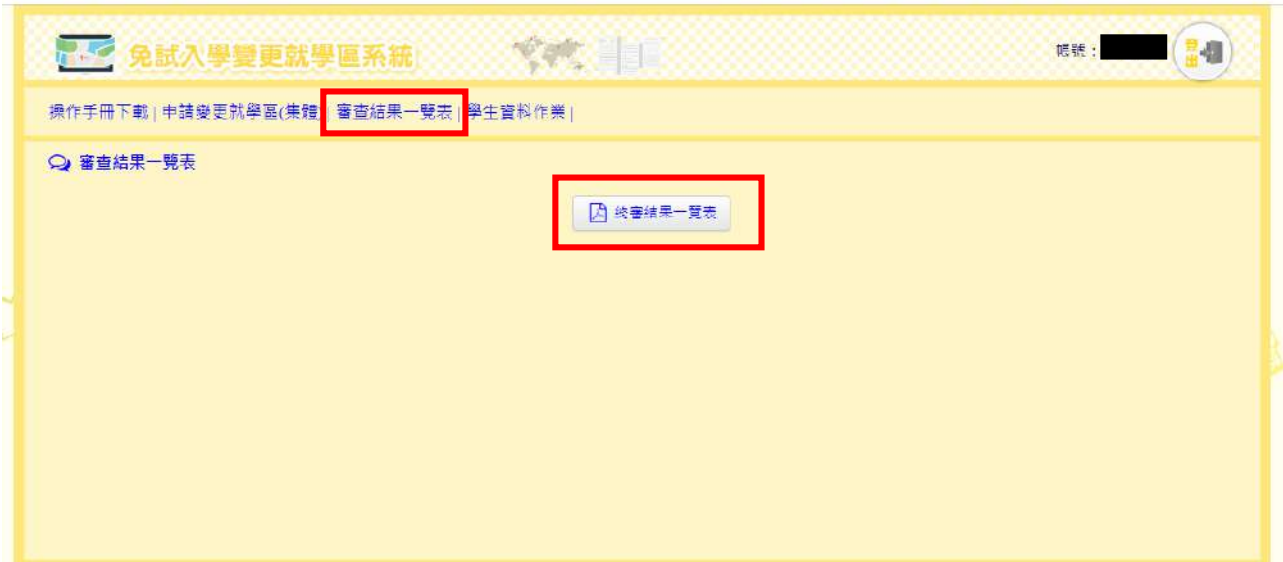 免試入學變更就學區系統
帳號：
登出
操作手冊下載 | 申請變更就學區(集體) | 審查結果一覽表 | 學生資料作業 |
審查結果一覽表
終審結果一覽表